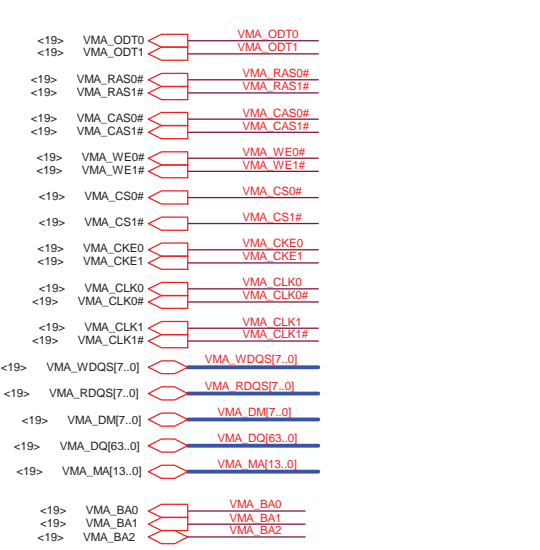 <19> VMA_ODT0 VMA_ODT0
<19> VMA_ODT1 VMA_ODT1
<19> VMA_RAS0# VMA_RAS0#
<19> VMA_RAS1# VMA_RAS1#
<19> VMA_CAS0# VMA_CAS0#
<19> VMA_CAS1# VMA_CAS1#
<19> VMA_WE0# VMA_WE0#
<19> VMA_WE1# VMA_WE1#
<19> VMA_CS0# VMA_CS0#
<19> VMA_CS1# VMA_CS1#
<19> VMA_CKE0 VMA_CKE0
<19> VMA_CKE1 VMA_CKE1
<19> VMA_CLK0 VMA_CLK0
<19> VMA_CLK0# VMA_CLK0#
<19> VMA_CLK1 VMA_CLK1
<19> VMA_CLK1# VMA_CLK1#
<19> VMA_WDQS[7..0] VMA_WDQS[7..0]
<19> VMA_RDQS[7..0] VMA_RDQS[7..0]
<19> VMA_DM[7..0] VMA_DM[7..0]
<19> VMA_DQ[63..0] VMA_DQ[63..0]
<19> VMA_MA[13..0] VMA_MA[13..0]
<19> VMA_BA0 VMA_BA0
<19> VMA_BA1 VMA_BA1
<19> VMA_BA2 VMA_BA2